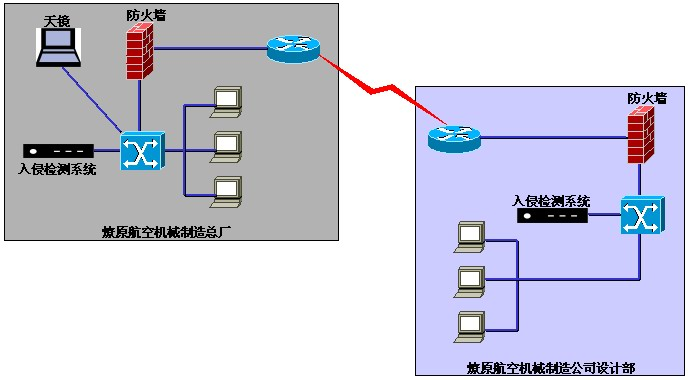 天镜
防火墙
入侵检测系统
燎原航空机械制造总厂
防火墙
入侵检测系统
燎原航空机械制造公司设计部